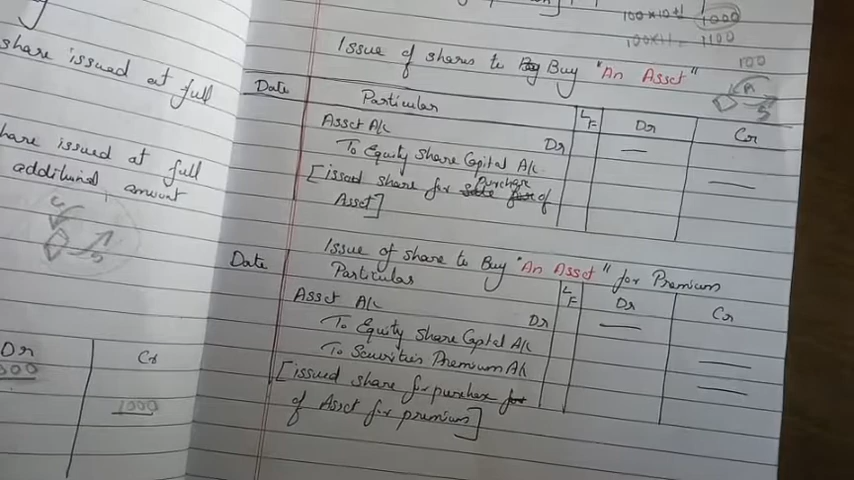 share issued at full
share issued at full
additional amount
Dr Cr
1000
100×10 1000
100×11 = 1100
100
Issue of shares to Buy "An Asset"
Date Particular L F Dr Cr
Asset A/c Dr
To Equity Share Capital A/c
[issued share for purchase of
Asset]
Issue of share to Buy "An Asset" for Premium
Date Particular L F Dr Cr
Asset A/c Dr
To Equity Share Capital A/c
To Securities Premium A/c
[issued share for purchase for
of Asset for premium]